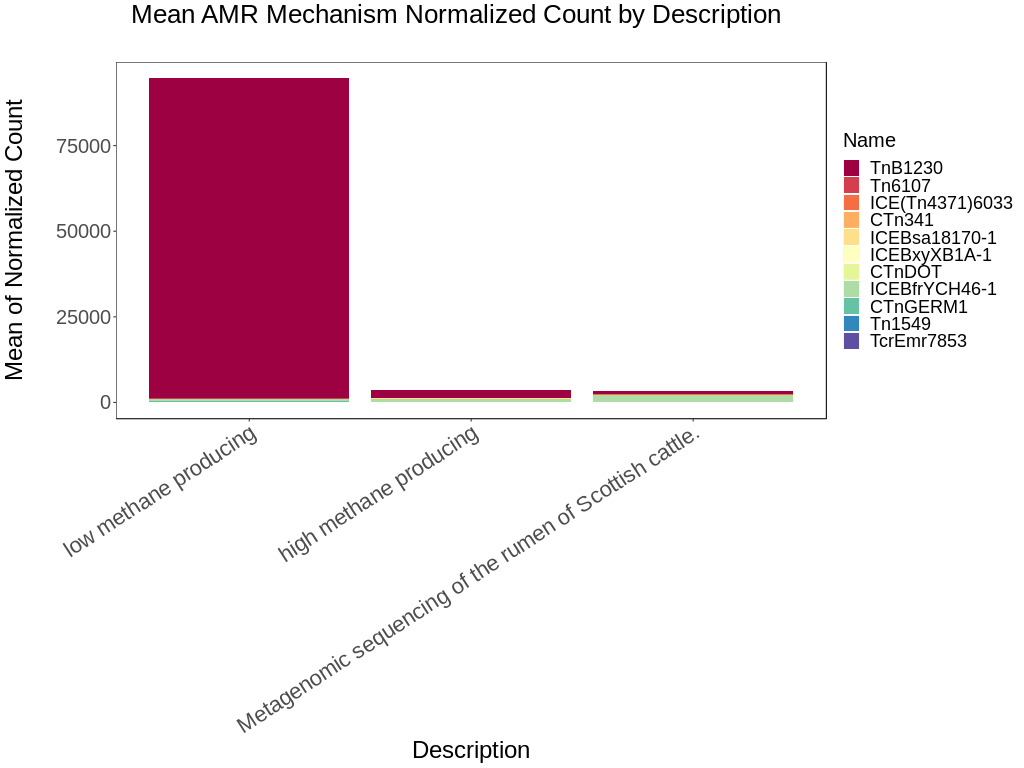 Mean AMR Mechanism Normalized Count by Description
Mean of Normalized Count
75000
50000
25000
0
low methane producing
high methane producing
Metagenomic sequencing of the rumen of Scottish cattle.
Description
Name
TnB1230
Tn6107
ICE(Tn4371)6033
CTn341
ICEBsa18170-1
ICEBxyXB1A-1
CTnDOT
ICEBfrYCH46-1
CTnGERM1
Tn1549
TcrEmr7853